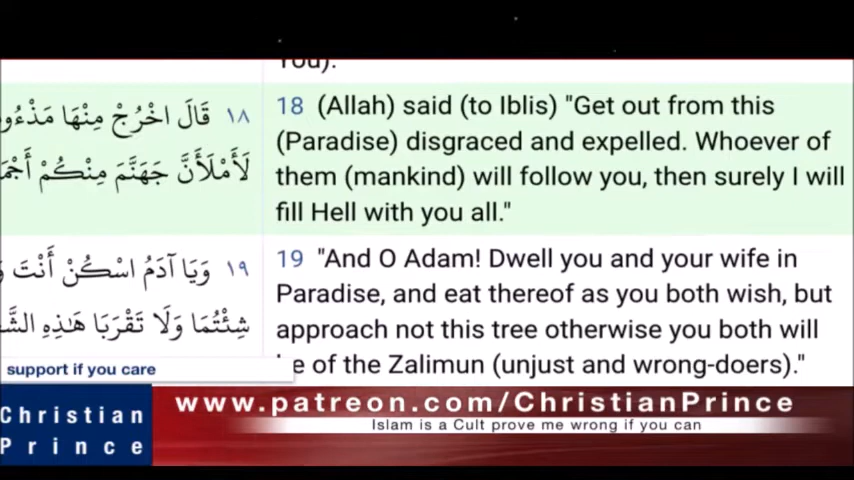 You).
قَالَ اخْرُجْ مِنْهَا ١٨
لَأَمْلَأَنَّ جَهَنَّمَ مِنْكُمْ
18 (Allah) said (to Iblis) "Get out from this
(Paradise) disgraced and expelled. Whoever of
them (mankind) will follow you, then surely I will
fill Hell with you all."
وَيَا آدَمُ اسْكُنْ أَنْتَ ١٩
شِئْتُمَا وَلَا تَقْرَبَا هَٰذِهِ
19 "And O Adam! Dwell you and your wife in
Paradise, and eat thereof as you both wish, but
approach not this tree otherwise you both will
be of the Zalimun (unjust and wrong-doers)."
support if you care
Christian
Prince
www.patreon.com/ChristianPrince
Islam is a Cult prove me wrong if you can